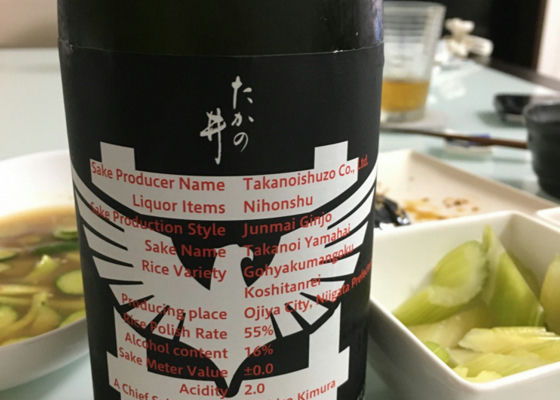 たかの井
Sake Producer Name Takanoishuzo Co., Ltd.
Liquor Items Nihonshu
Sake Production Style Junmai Ginjo
Sake Name Takanoi Yamahai
Rice Variety Gohyakumangoku
Koshitanrei
Producing place Ojiya City, Niigata
Rice Polish Rate 55%
Alcohol content 16%
Sake Meter Value ±0.0
Acidity 2.0
A Chief Kimura